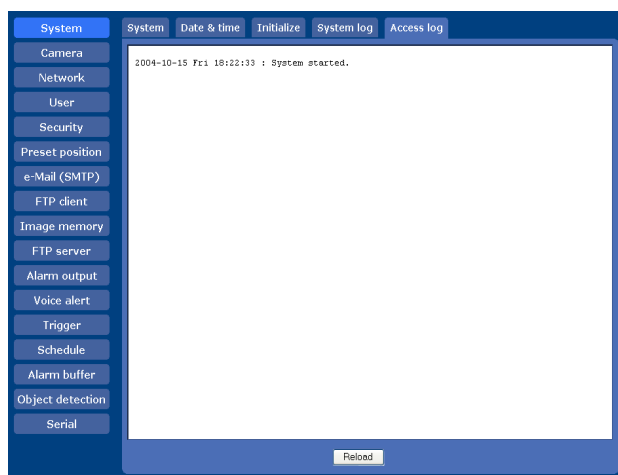 System
Camera
Network
User
Security
Preset position
e-Mail (SMTP)
FTP client
Image memory
FTP server
Alarm output
Voice alert
Trigger
Schedule
Alarm buffer
Object detection
Serial
System Date & time Initialize System log Access log
2004-10-15 Fri 18:22:33 : System started.
Reload